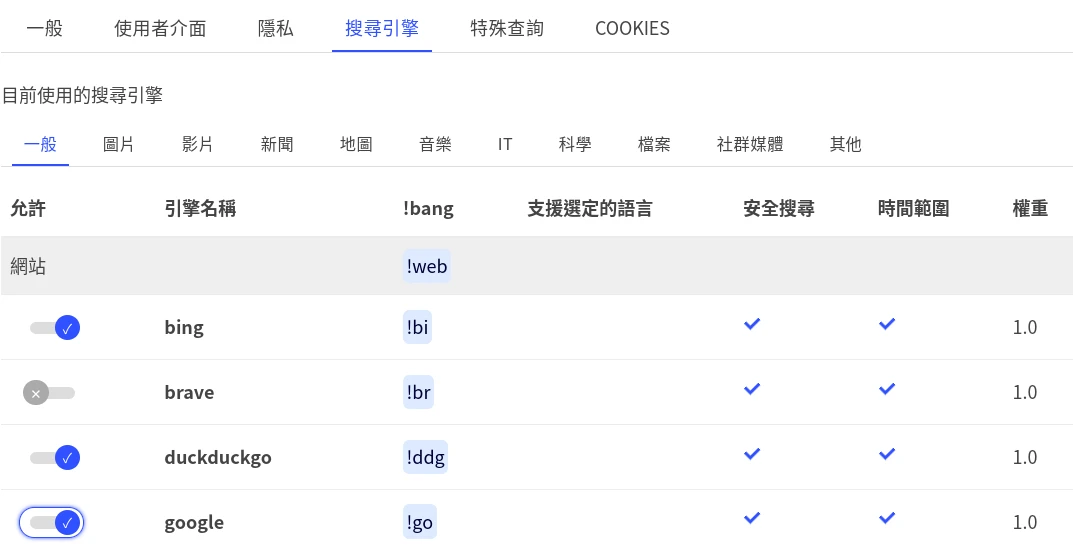 一般 使用者介面 隱私 搜尋引擎 特殊查詢 COOKIES
目前使用的搜尋引擎
一般 圖片 影片 新聞 地圖 音樂 IT 科學 檔案 社群媒體 其他
允許 引擎名稱 !bang 支援選定的語言 安全搜尋 時間範圍 權重
網站 !web
bing !bi 1.0
brave !br 1.0
duckduckgo !ddg 1.0
google !go 1.0